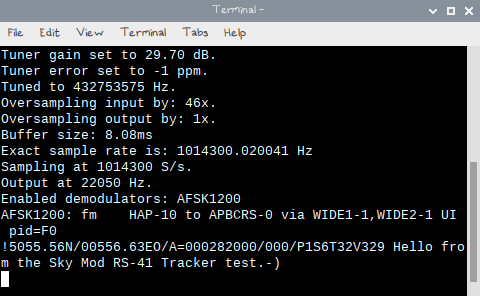 Terminal -
File Edit View Terminal Tabs Help
Tuner gain set to 29.70 dB.
Tuner error set to -1 ppm.
Tuned to 432753575 Hz.
Oversampling input by: 46x.
Oversampling output by: 1x.
Buffer size: 8.08ms
Exact sample rate is: 1014300.020041 Hz
Sampling at 1014300 S/s.
Output at 22050 Hz.
Enabled demodulators: AFSK1200
AFSK1200: fm    HAP-10 to APBCRS-0 via WIDE1-1,WIDE2-1 UI
 pid=F0
!5055.56N/00556.63EO/A=000282000/000/P1S6T32V329 Hello fro
m the Sky Mod RS-41 Tracker test.-)